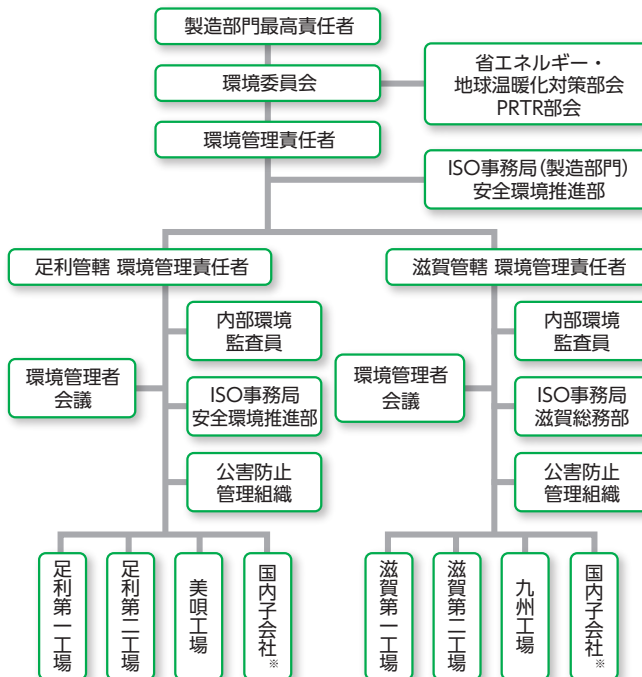 製造部門最高責任者
環境委員会
省エネルギー・
地球温暖化対策部会
PRTR部会
環境管理責任者
ISO事務局(製造部門)
安全環境推進部
足利管轄 環境管理責任者
滋賀管轄 環境管理責任者
内部環境
監査員
環境管理者
会議
ISO事務局
安全環境推進部
公害防止
管理組織
内部環境
監査員
環境管理者
会議
ISO事務局
滋賀総務部
公害防止
管理組織
足利第一工場
足利第二工場
美唄工場
国内子会社※
滋賀第一工場
滋賀第二工場
九州工場
国内子会社※